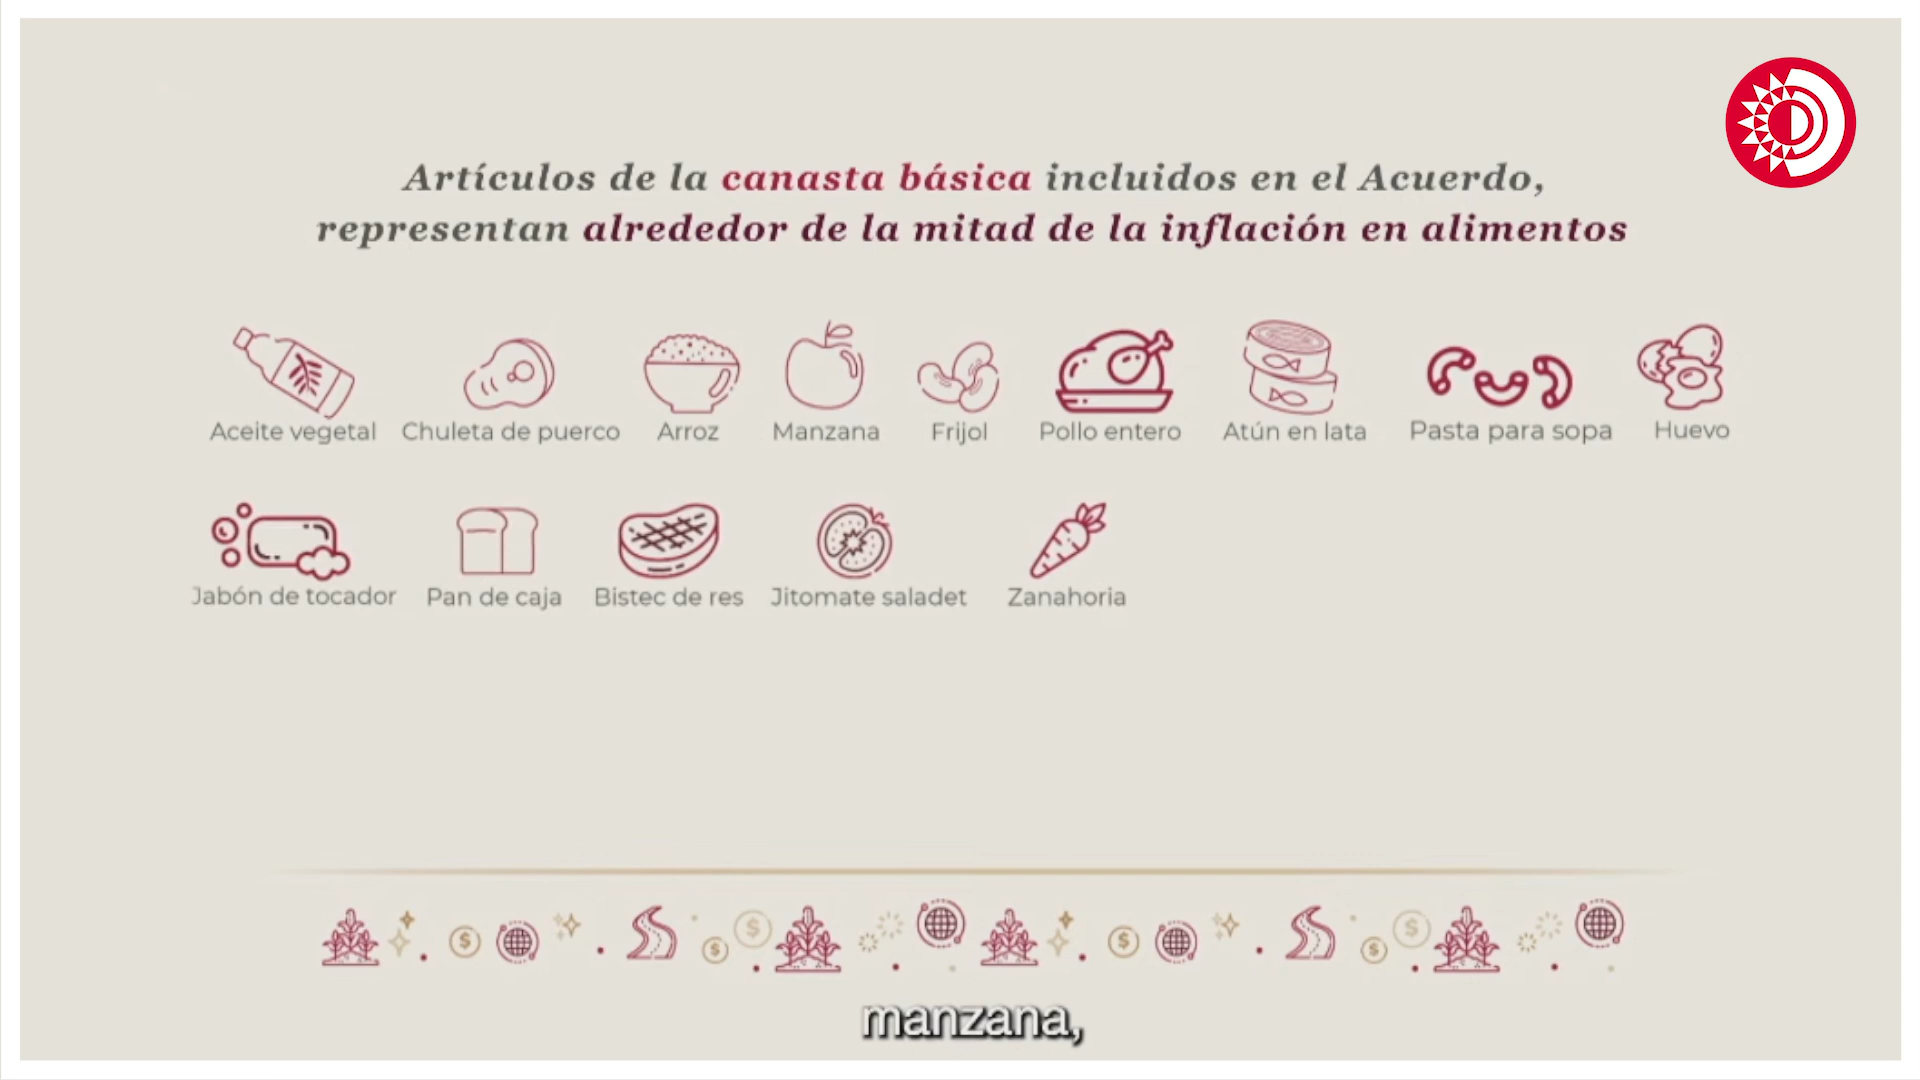 Artículos de la canasta básica incluidos en el Acuerdo,
representan alrededor de la mitad de la inflación en alimentos
Aceite vegetal
Chuleta de puerco
Arroz
Manzana
Frijol
Pollo entero
Atún en lata
Pasta para sopa
Huevo
Jabón de tocador
Pan de caja
Bistec de res
Jitomate saladet
Zanahoria
manzana,